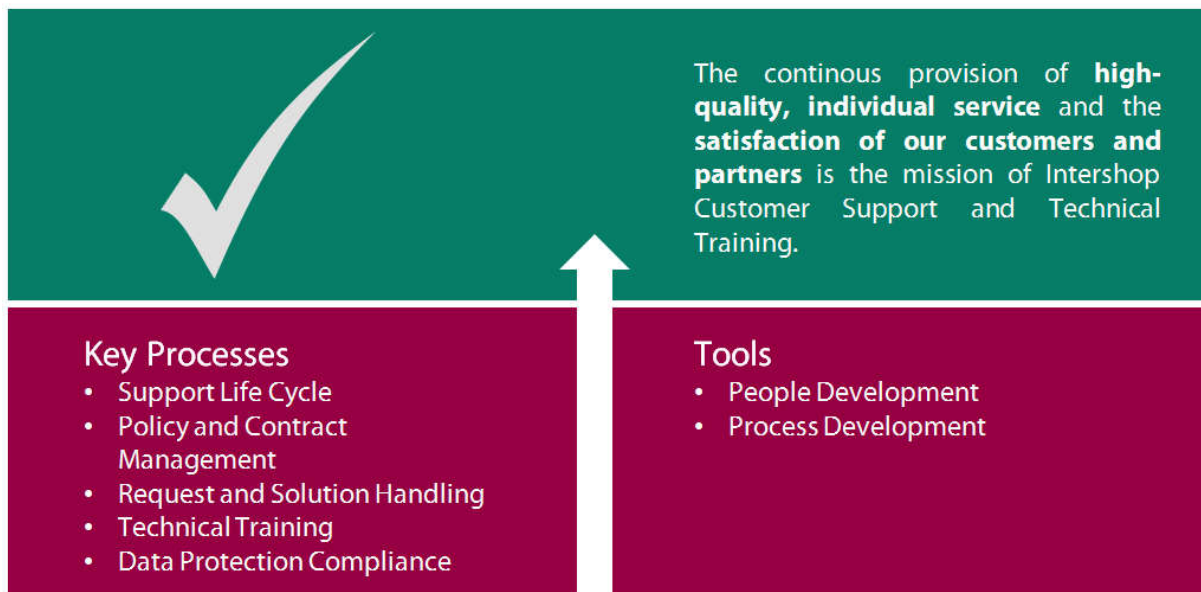 The continous provision of high-
quality, individual service and the
satisfaction of our customers and
partners is the mission of Intershop
Customer Support and Technical
Training.
Key Processes
• Support Life Cycle
• Policy and Contract
Management
• Request and Solution Handling
• Technical Training
• Data Protection Compliance
Tools
• People Development
• Process Development